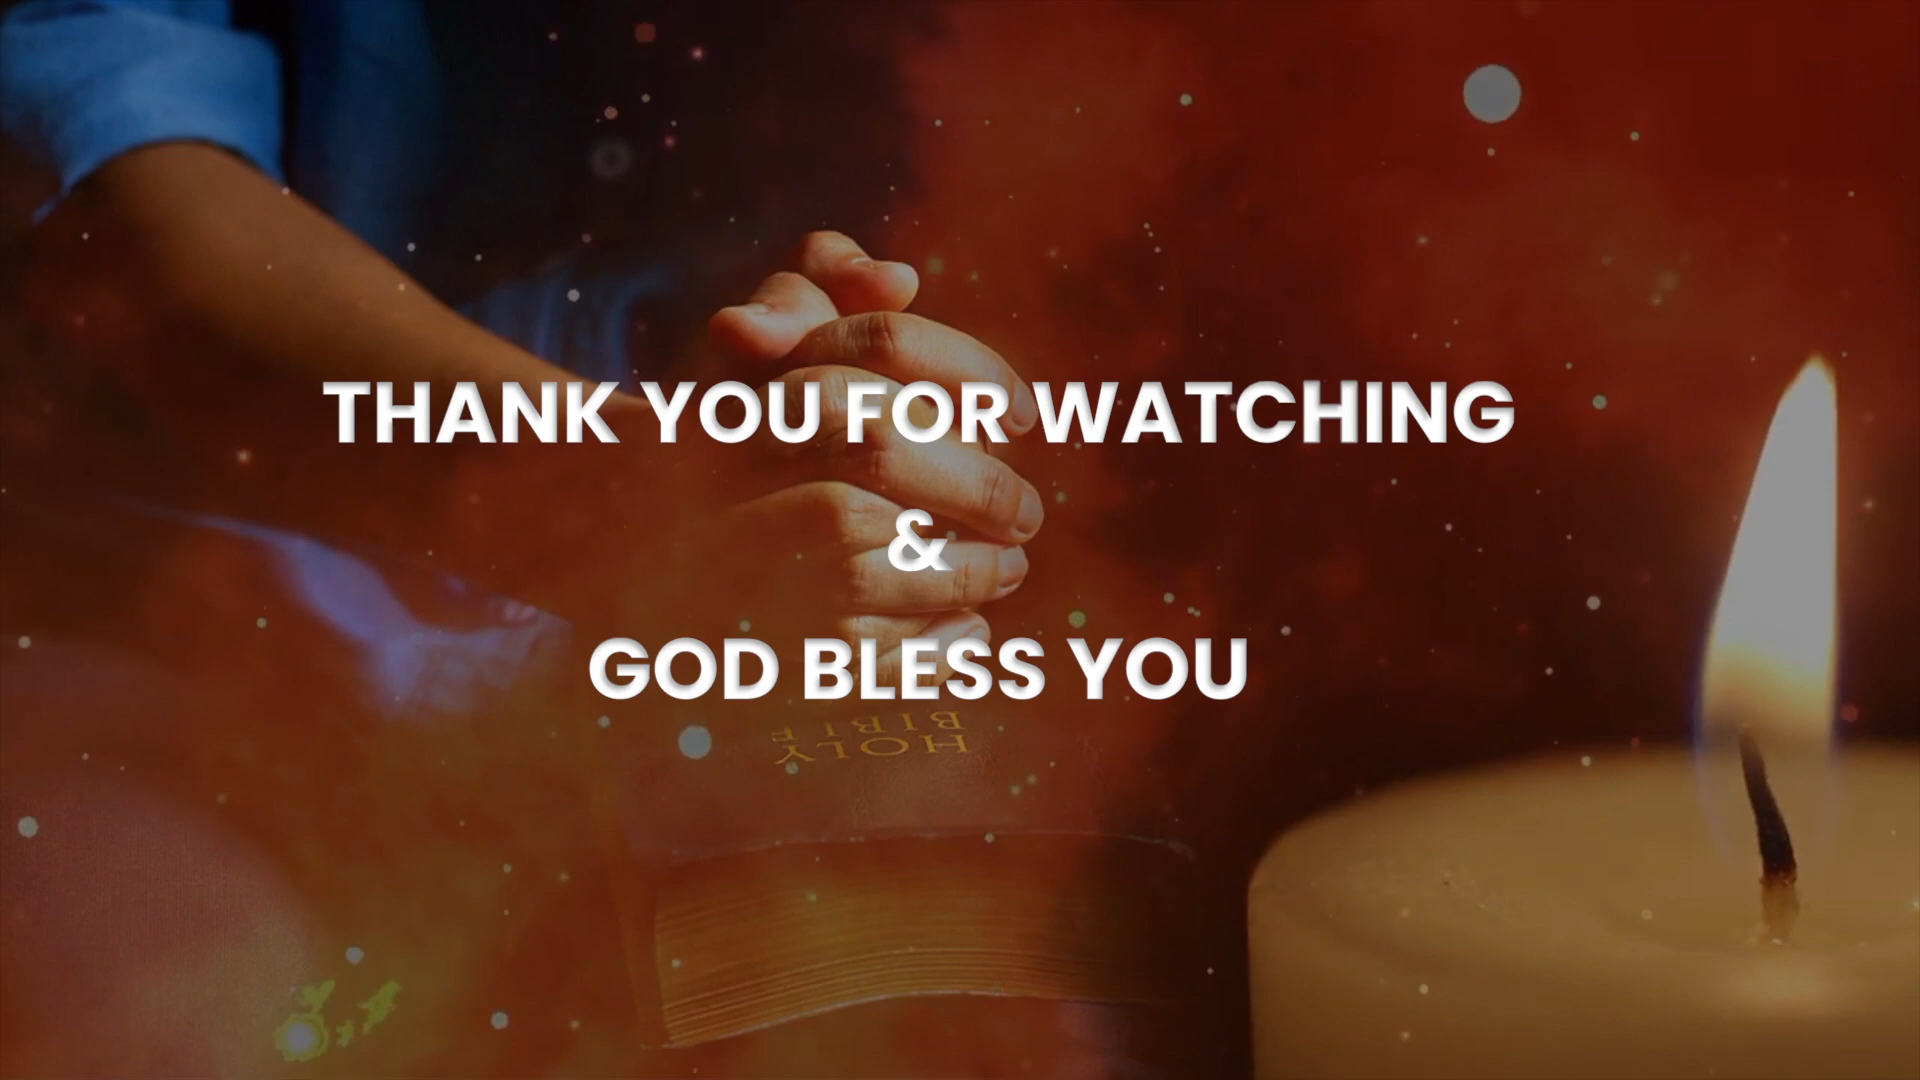 THANK YOU FOR WATCHING
&
GOD BLESS YOU
HOLY
BIBLE